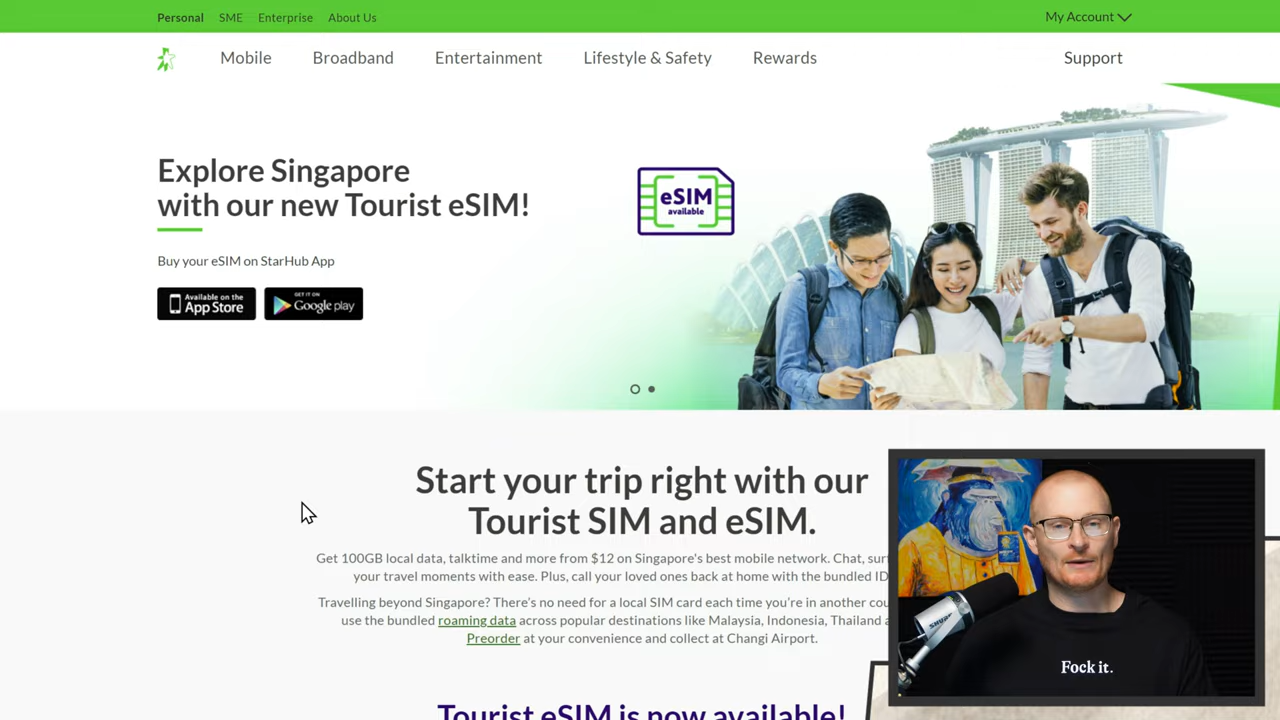 Personal SME Enterprise About Us My Account
Mobile Broadband Entertainment Lifestyle & Safety Rewards Support
Explore Singapore
with our new Tourist eSIM!
Buy your eSIM on StarHub App
Available on the
App Store
GET IT ON
Google play
eSIM
available
Start your trip right with our
Tourist SIM and eSIM.
Get 100GB local data, talktime and more from $12 on Singapore's best mobile network. Chat,
your travel moments with ease. Plus, call your loved ones back at home with the bundled
Travelling beyond Singapore? There's no need for a local SIM card each time you're in another
use the bundled roaming data across popular destinations like Malaysia, Indonesia, Thailand
Preorder at your convenience and collect at Changi Airport.
Tourist eSIM is now available!
SHURE
Fock it.